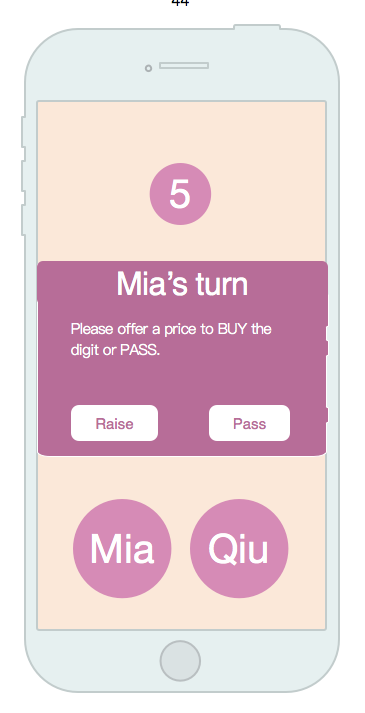 44
5
Mia’s turn
Please offer a price to BUY the
digit or PASS.
Raise
Pass
Mia
Qiu